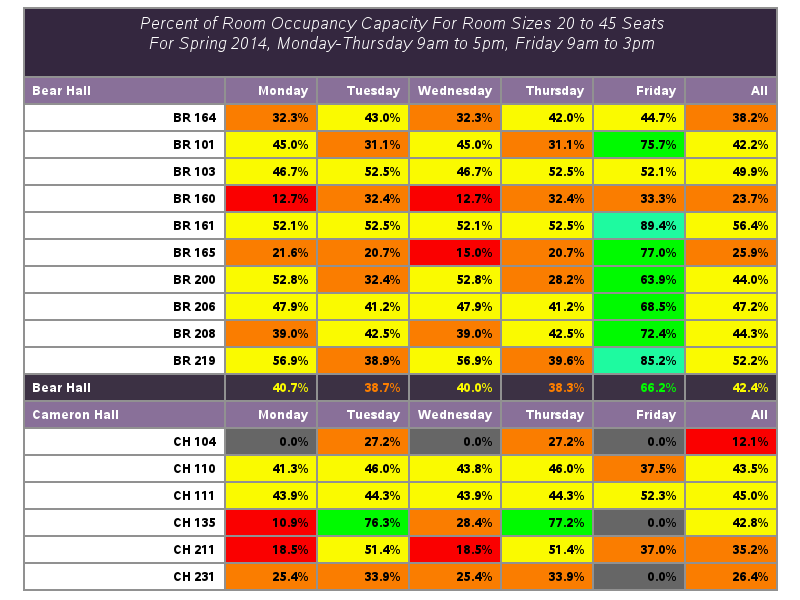 Percent of Room Occupancy Capacity For Room Sizes 20 to 45 Seats
For Spring 2014, Monday-Thursday 9am to 5pm, Friday 9am to 3pm
Bear Hall Monday Tuesday Wednesday Thursday Friday All
BR 164 32.3% 43.0% 32.3% 42.0% 44.7% 38.2%
BR 101 45.0% 31.1% 45.0% 31.1% 75.7% 42.2%
BR 103 46.7% 52.5% 46.7% 52.5% 52.1% 49.9%
BR 160 12.7% 32.4% 12.7% 32.4% 33.3% 23.7%
BR 161 52.1% 52.5% 52.1% 52.5% 89.4% 56.4%
BR 165 21.6% 20.7% 15.0% 20.7% 77.0% 25.9%
BR 200 52.8% 32.4% 52.8% 28.2% 63.9% 44.0%
BR 206 47.9% 41.2% 47.9% 41.2% 68.5% 47.2%
BR 208 39.0% 42.5% 39.0% 42.5% 72.4% 44.3%
BR 219 56.9% 38.9% 56.9% 39.6% 85.2% 52.2%
Bear Hall 40.7% 38.7% 40.0% 38.3% 66.2% 42.4%
Cameron Hall Monday Tuesday Wednesday Thursday Friday All
CH 104 0.0% 27.2% 0.0% 27.2% 0.0% 12.1%
CH 110 41.3% 46.0% 43.8% 46.0% 37.5% 43.5%
CH 111 43.9% 44.3% 43.9% 44.3% 52.3% 45.0%
CH 135 10.9% 76.3% 28.4% 77.2% 0.0% 42.8%
CH 211 18.5% 51.4% 18.5% 51.4% 37.0% 35.2%
CH 231 25.4% 33.9% 25.4% 33.9% 0.0% 26.4%